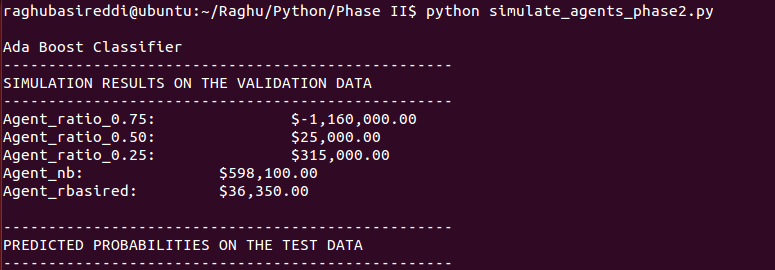 raghubasireddi@ubuntu:~/Raghu/Python/Phase II$ python simulate_agents_phase2.py
Ada Boost Classifier
--------------------------------------------------
SIMULATION RESULTS ON THE VALIDATION DATA
--------------------------------------------------
Agent_ratio_0.75: $-1,160,000.00
Agent_ratio_0.50: $25,000.00
Agent_ratio_0.25: $315,000.00
Agent_nb: $598,100.00
Agent_rbasired: $36,350.00
--------------------------------------------------
PREDICTED PROBABILITIES ON THE TEST DATA
--------------------------------------------------